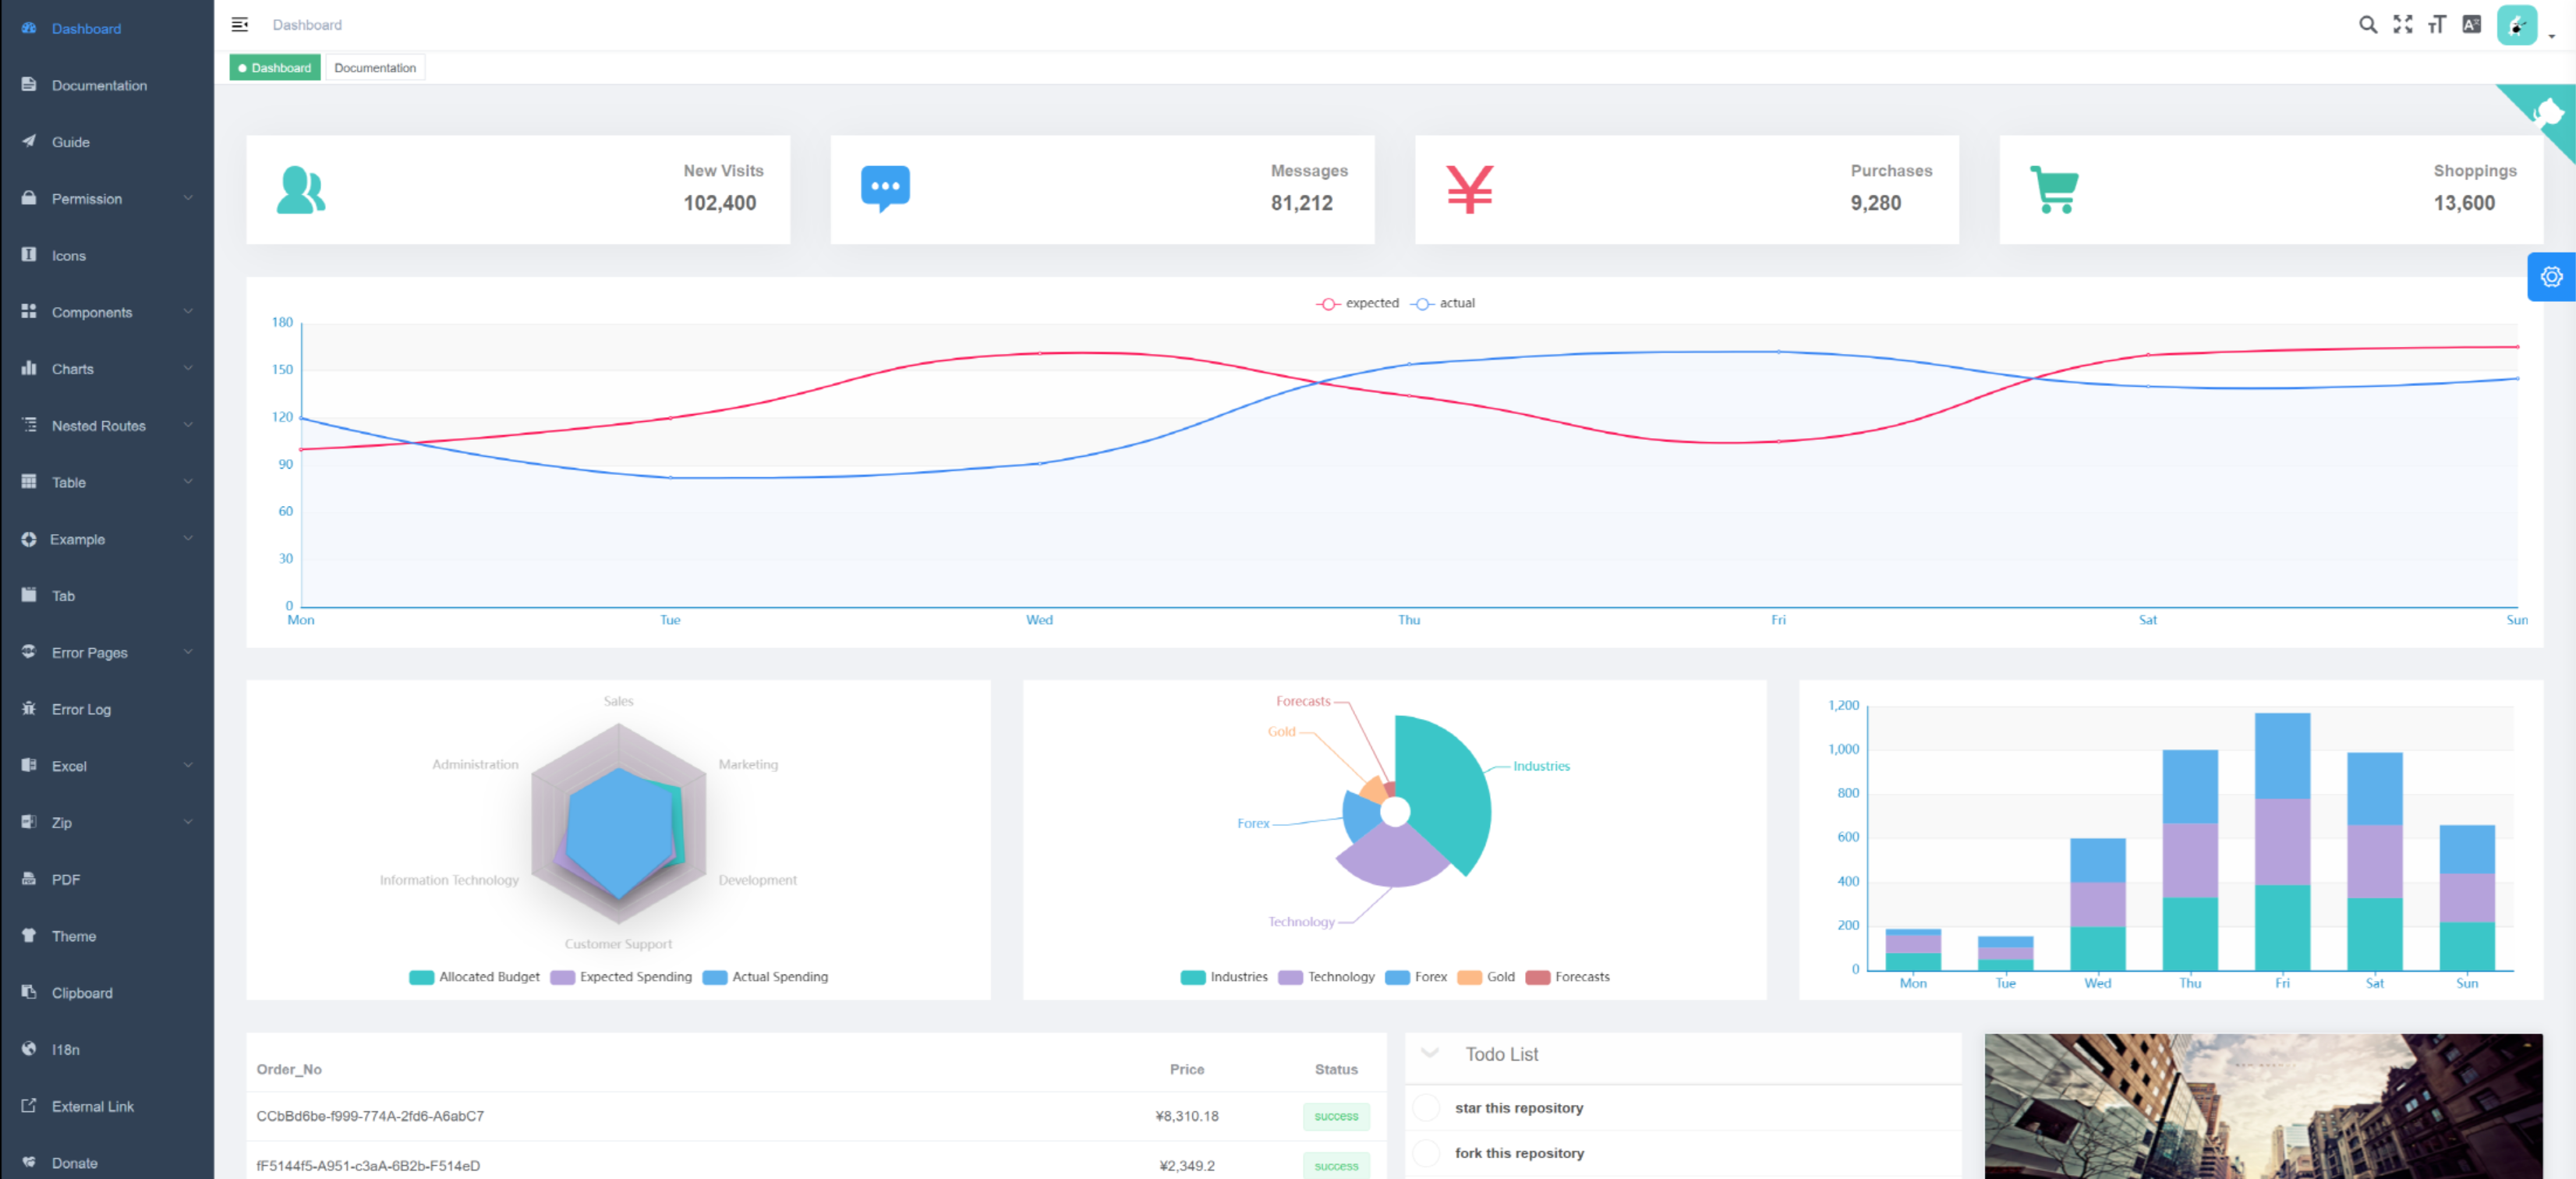 Dashboard
Documentation
Guide
Permission
Icons
Components
Charts
Nested Routes
Table
Example
Tab
Error Pages
Error Log
Excel
Zip
PDF
Theme
Clipboard
I18n
External Link
Donate
Dashboard
Dashboard
Documentation
New Visits
102,400
Messages
81,212
Purchases
9,280
Shoppings
13,600
expected actual
180
150
120
90
60
30
0
Mon Tue Wed Thu Fri Sat Sun
Sales
Administration
Marketing
Information Technology
Development
Customer Support
Allocated Budget Expected Spending Actual Spending
Forecasts
Gold
Industries
Forex
Technology
Industries Technology Forex Gold Forecasts
1,200
1,000
800
600
400
200
0
Mon Tue Wed Thu Fri Sat Sun
Order_No Price Status
CCbBd6be-f999-774A-2fd6-A6abC7 ¥8,310.18 success
fF5144f5-A951-c3aA-6B2b-F514eD ¥2,349.2 success
Todo List
star this repository
fork this repository